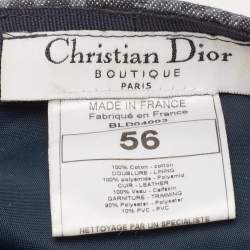 Christian Dior
BOUTIQUE
PARIS
MADE IN FRANCE
Fabriqué en France
BLD04003
56
100% Coton - cotton
DOUBLURE - LINING
100% polyamide - Polyamid
CUIR - LEATHER
100% Veau - Calfskin
GARNITURE - TRIMMING
90% Polyester - Polyester
10% PVC - PVC
NETTOYAGE PAR UN SPECIALISTE